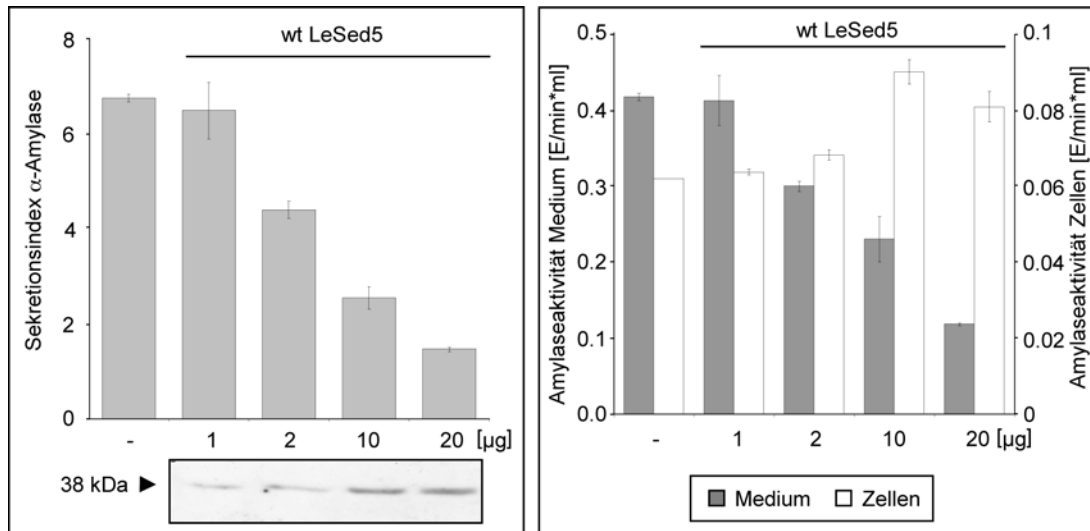 wt LeSed5
Sekretionsindex α-Amylase
8
6
4
2
0
- 1 2 10 20 [µg]
38 kDa
wt LeSed5
Amylaseaktivität Medium [E/min*ml]
0.5
0.4
0.3
0.2
0.1
0.0
Amylaseaktivität Zellen [E/min*ml]
0.1
0.08
0.06
0.04
0.02
0
- 1 2 10 20 [µg]
Medium Zellen